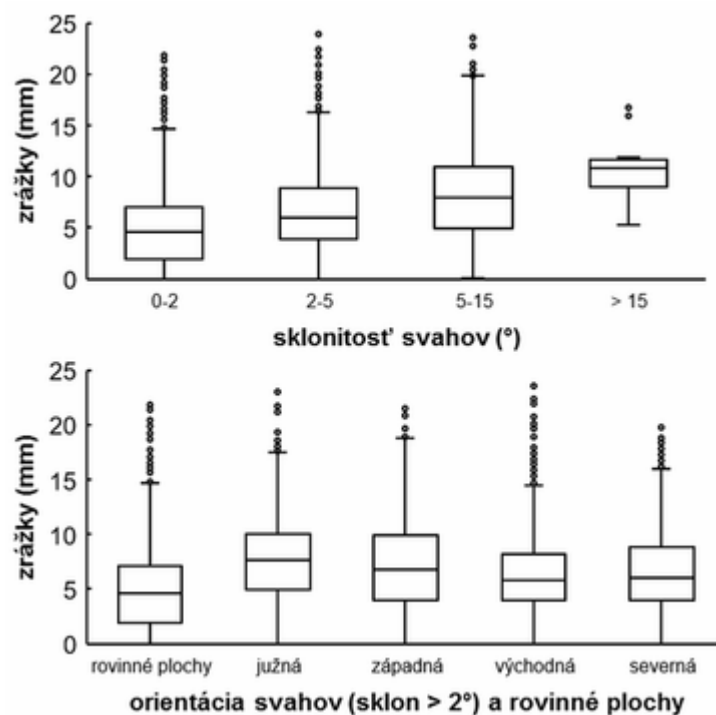 25
20
15
10
5
0
zrážky (mm)
0-2 2-5 5-15 > 15
sklonitosť svahov (°)
25
20
15
10
5
0
zrážky (mm)
rovinné plochy južná západná východná severná
orientácia svahov (sklon > 2°) a rovinné plochy